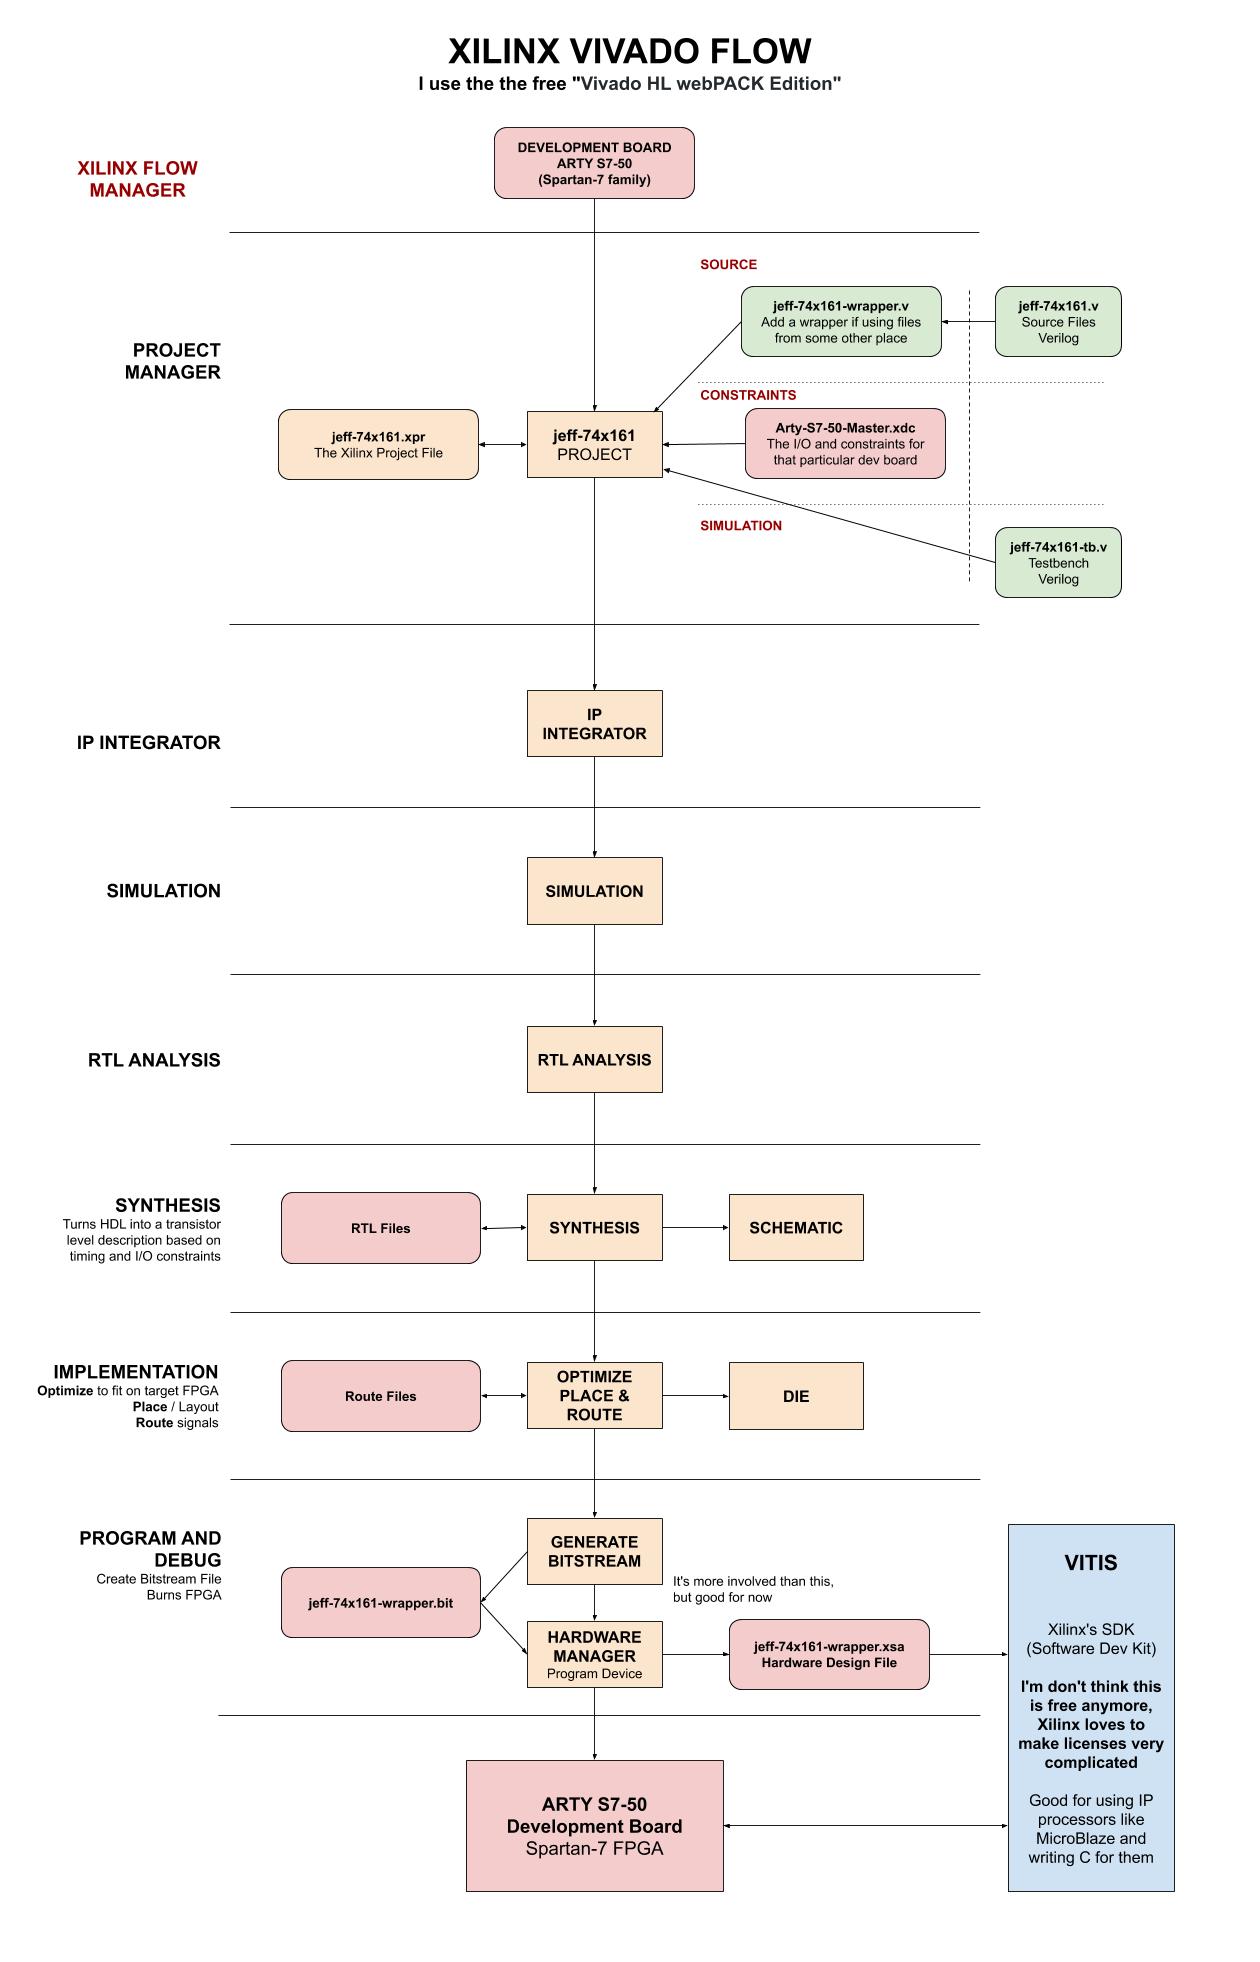 XILINX VIVADO FLOW
I use the the free "Vivado HL webPACK Edition"
XILINX FLOW
MANAGER
DEVELOPMENT BOARD
ARTY S7-50
(Spartan-7 family)
PROJECT
MANAGER
SOURCE
jeff-74x161-wrapper.v
Add a wrapper if using files
from some other place
jeff-74x161.v
Source Files
Verilog
CONSTRAINTS
jeff-74x161.xpr
The Xilinx Project File
jeff-74x161
PROJECT
Arty-S7-50-Master.xdc
The I/O and constraints for
that particular dev board
SIMULATION
jeff-74x161-tb.v
Testbench
Verilog
IP INTEGRATOR
IP
INTEGRATOR
SIMULATION
SIMULATION
RTL ANALYSIS
RTL ANALYSIS
SYNTHESIS
Turns HDL into a transistor
level description based on
timing and I/O constraints
RTL Files
SYNTHESIS
SCHEMATIC
IMPLEMENTATION
Optimize to fit on target FPGA
Place / Layout
Route signals
Route Files
OPTIMIZE
PLACE &
ROUTE
DIE
PROGRAM AND
DEBUG
Create Bitstream File
Burns FPGA
jeff-74x161-wrapper.bit
GENERATE
BITSTREAM
It's more involved than this,
but good for now
HARDWARE
MANAGER
Program Device
jeff-74x161-wrapper.xsa
Hardware Design File
VITIS
Xilinx's SDK
(Software Dev Kit)
I'm don't think this
is free anymore,
Xilinx loves to
make licenses very
complicated
Good for using IP
processors like
MicroBlaze and
writing C for them
ARTY S7-50
Development Board
Spartan-7 FPGA